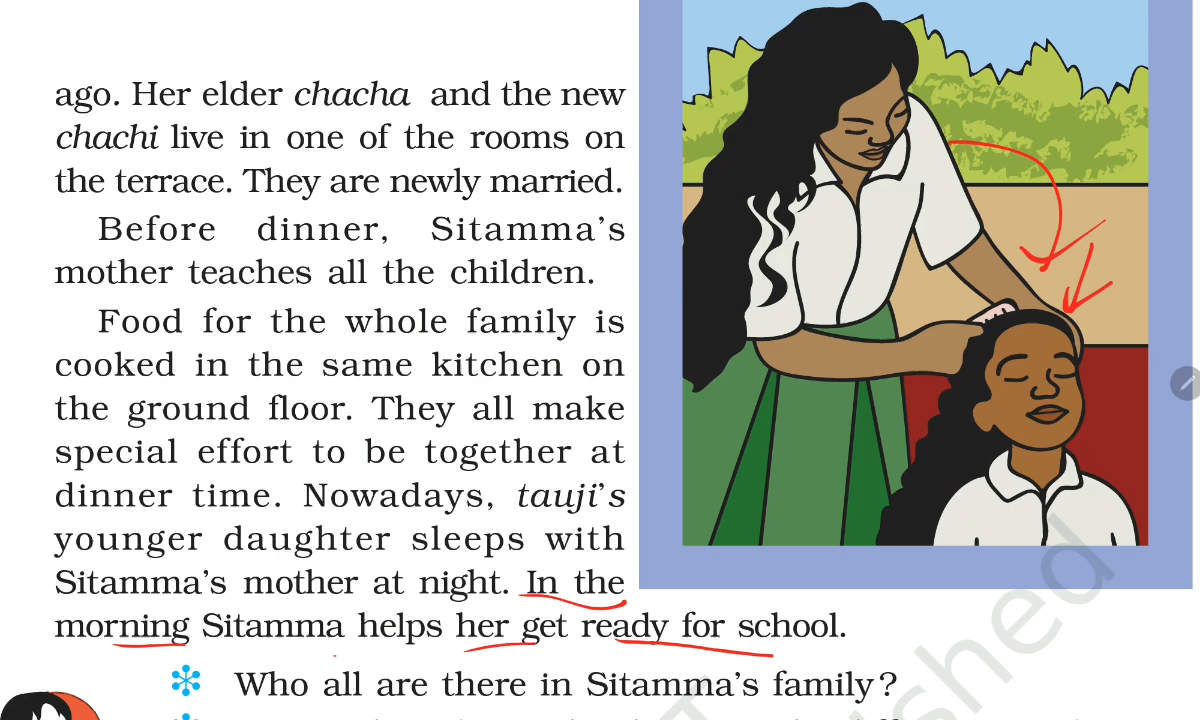 ago. Her elder chacha and the new
chachi live in one of the rooms on
the terrace. They are newly married.
Before dinner, Sitamma's
mother teaches all the children.
Food for the whole family is
cooked in the same kitchen on
the ground floor. They all make
special effort to be together at
dinner time. Nowadays, tauji's
younger daughter sleeps with
Sitamma's mother at night. In the
morning Sitamma helps her get ready for school.
Who all are there in Sitamma's family?